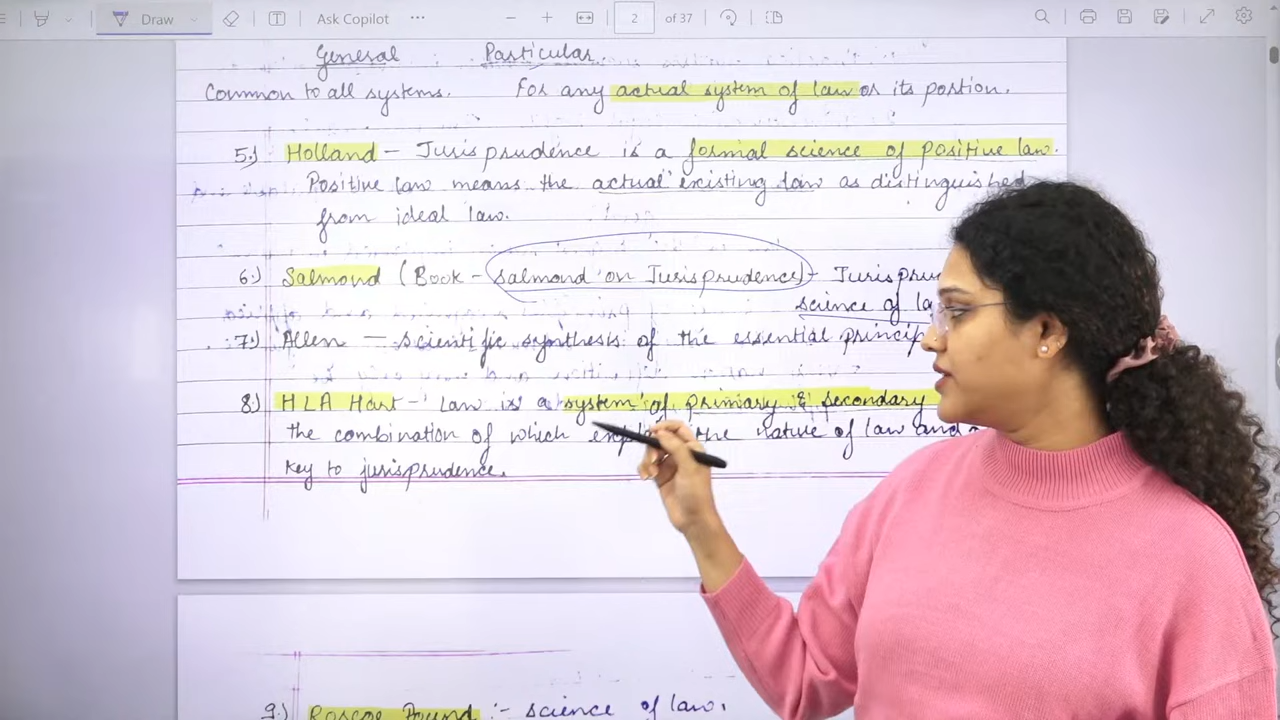 Draw
Ask Copilot
2 of 37
General Particular
Common to all systems. For any actual system of law or its portion.
5.) Holland - Jurisprudence is a formal science of positive law.
Positive law means the actual existing law as distinguished
from ideal law.
6.) Salmond (Book - Salmond on Jurisprudence) -
science of
7.) Allen - scientific synthesis of the essential
8.) HLA Hart - Law is a system of primary & secondary
the combination of which the nature of law and
key to jurisprudence.
9.) Roscoe Pound :- science of law.